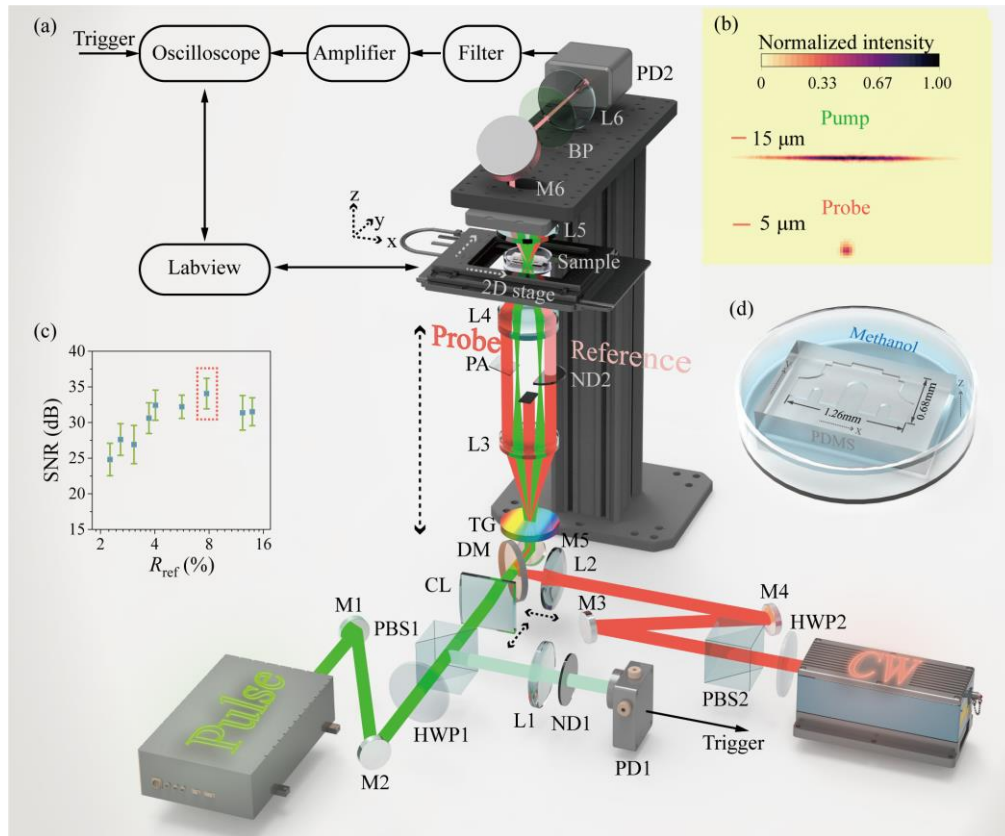 (a)
Trigger
Oscilloscope
Amplifier
Filter
PD2
L6
BP
M6
z
y
x
L5
Sample
2D stage
Labview
L4
Probe
Reference
PA
ND2
L3
TG
M5
DM
L2
CL
M3
M4
M1
PBS1
HWP2
CW
PBS2
Pulse
HWP1
L1
ND1
M2
PD1
Trigger
(b)
Normalized intensity
0 0.33 0.67 1.00
Pump
15 μm
Probe
5 μm
(c)
SNR (dB)
40
35
30
25
20
15
2 4 8 16
Rref (%)
(d)
Methanol
z
1.26mm
0.68mm
x
PDMS